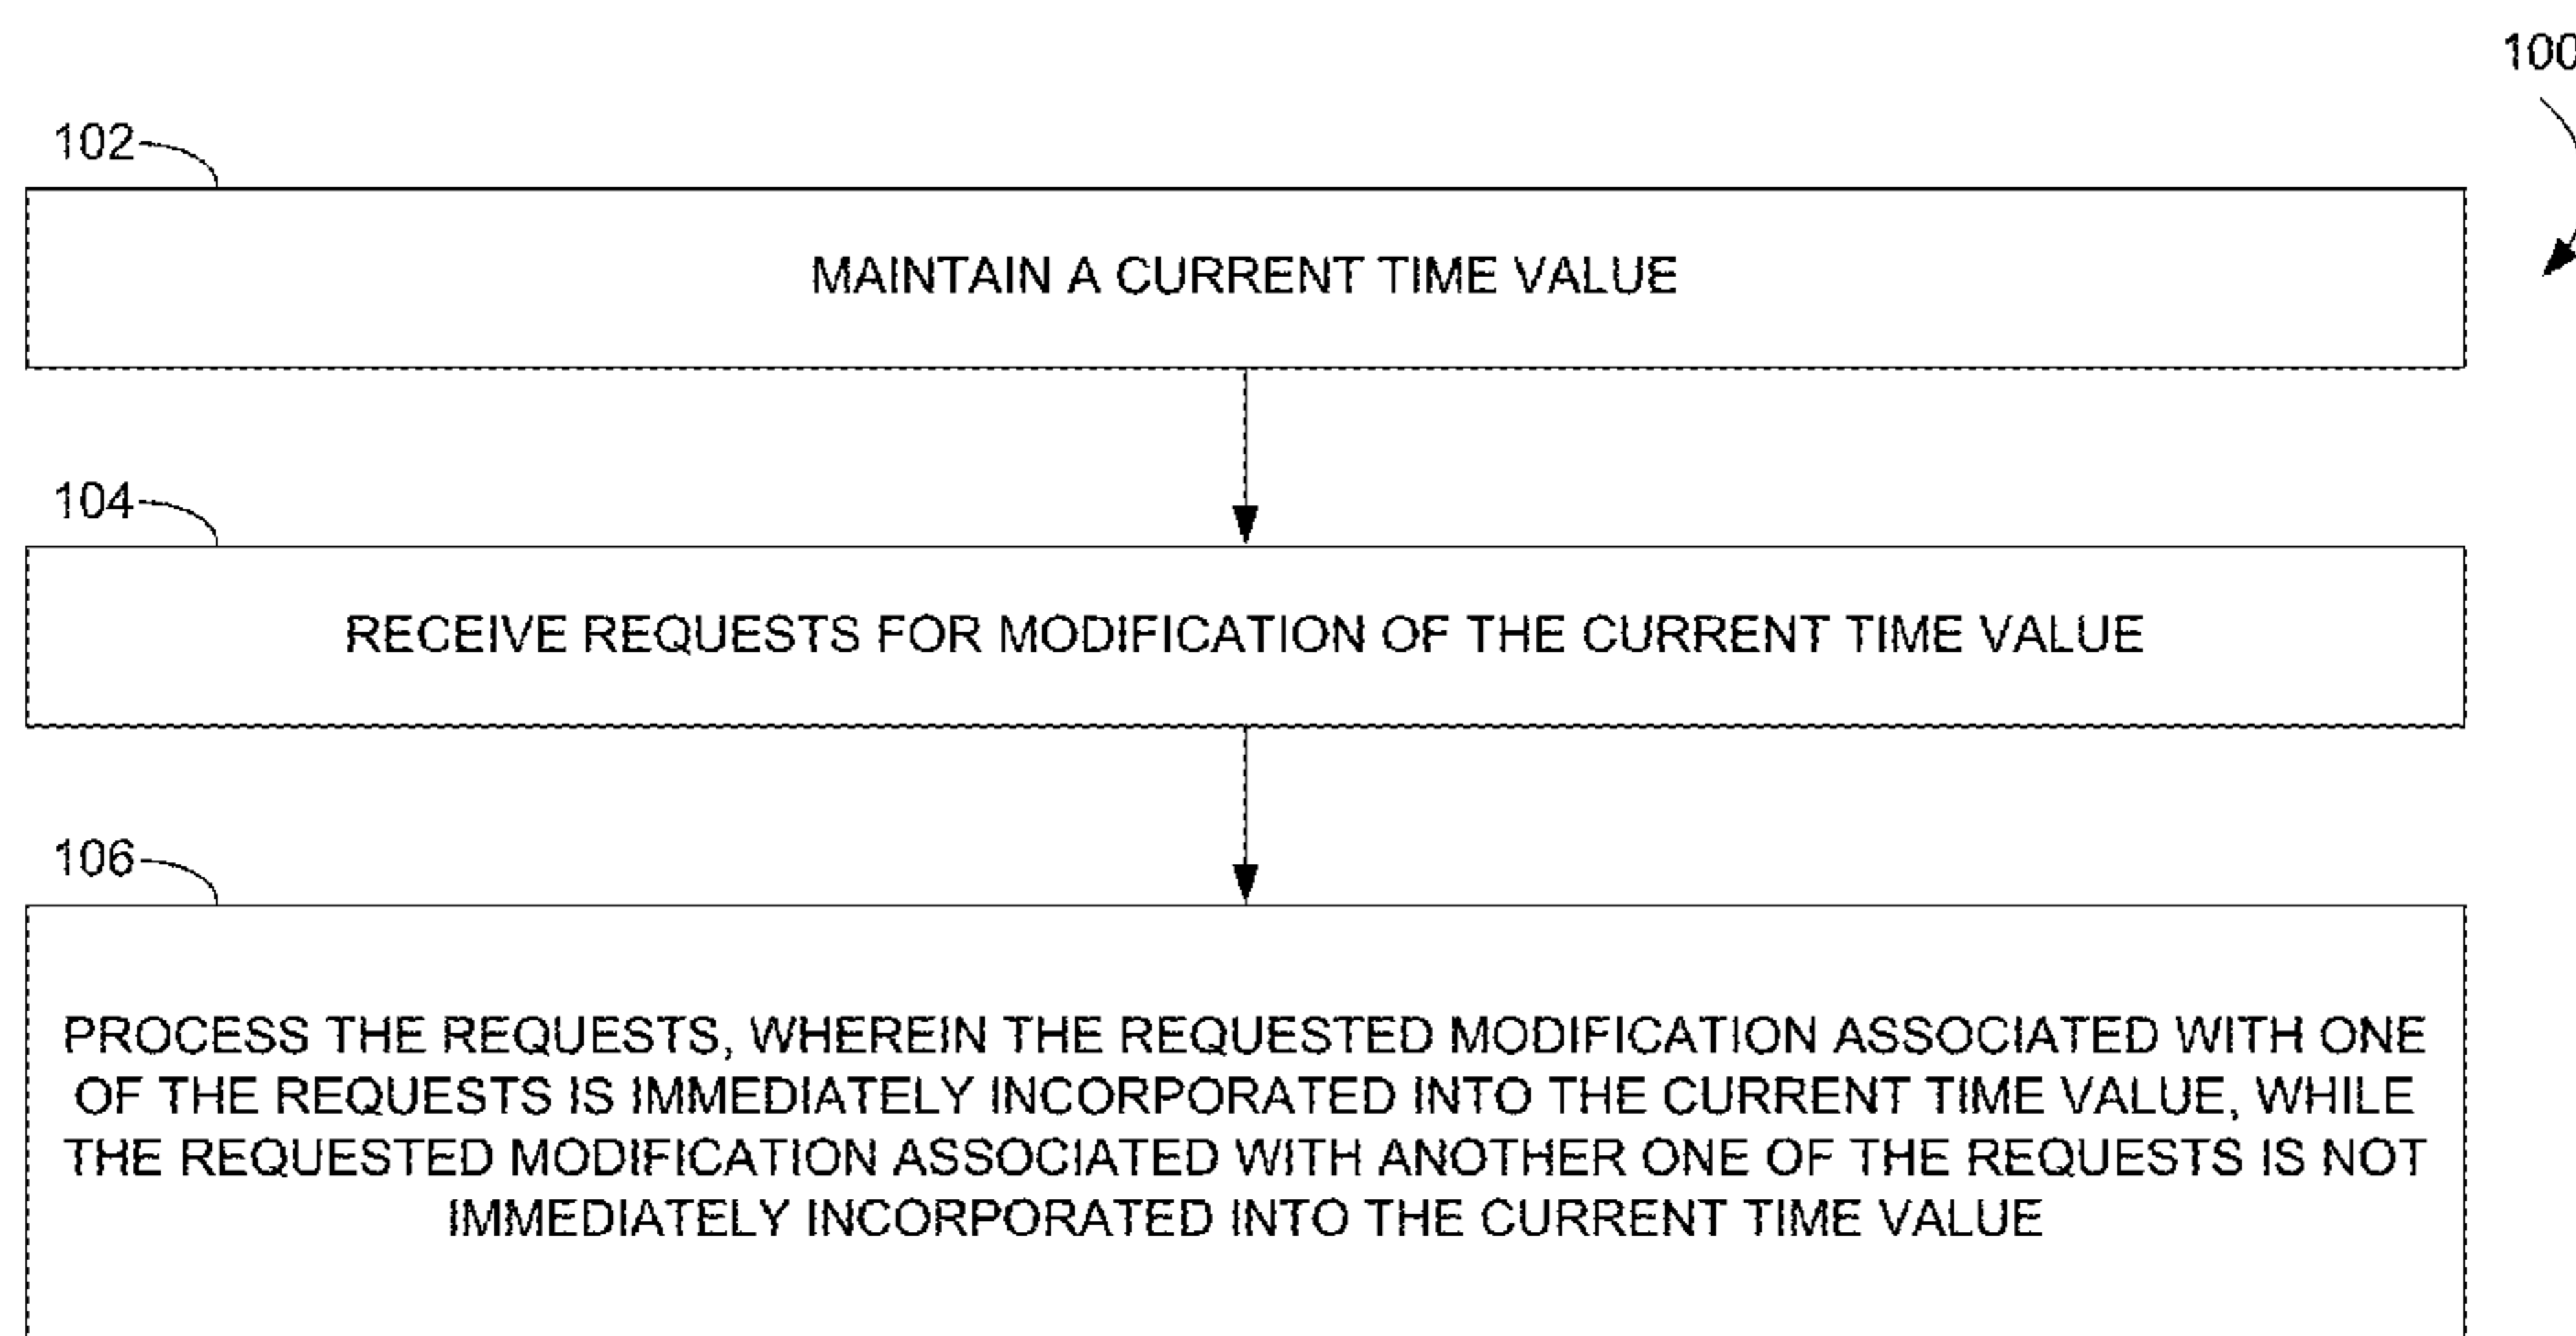 100
102
MAINTAIN A CURRENT TIME VALUE
104
RECEIVE REQUESTS FOR MODIFICATION OF THE CURRENT TIME VALUE
106
PROCESS THE REQUESTS, WHEREIN THE REQUESTED MODIFICATION ASSOCIATED WITH ONE
OF THE REQUESTS IS IMMEDIATELY INCORPORATED INTO THE CURRENT TIME VALUE, WHILE
THE REQUESTED MODIFICATION ASSOCIATED WITH ANOTHER ONE OF THE REQUESTS IS NOT
IMMEDIATELY INCORPORATED INTO THE CURRENT TIME VALUE